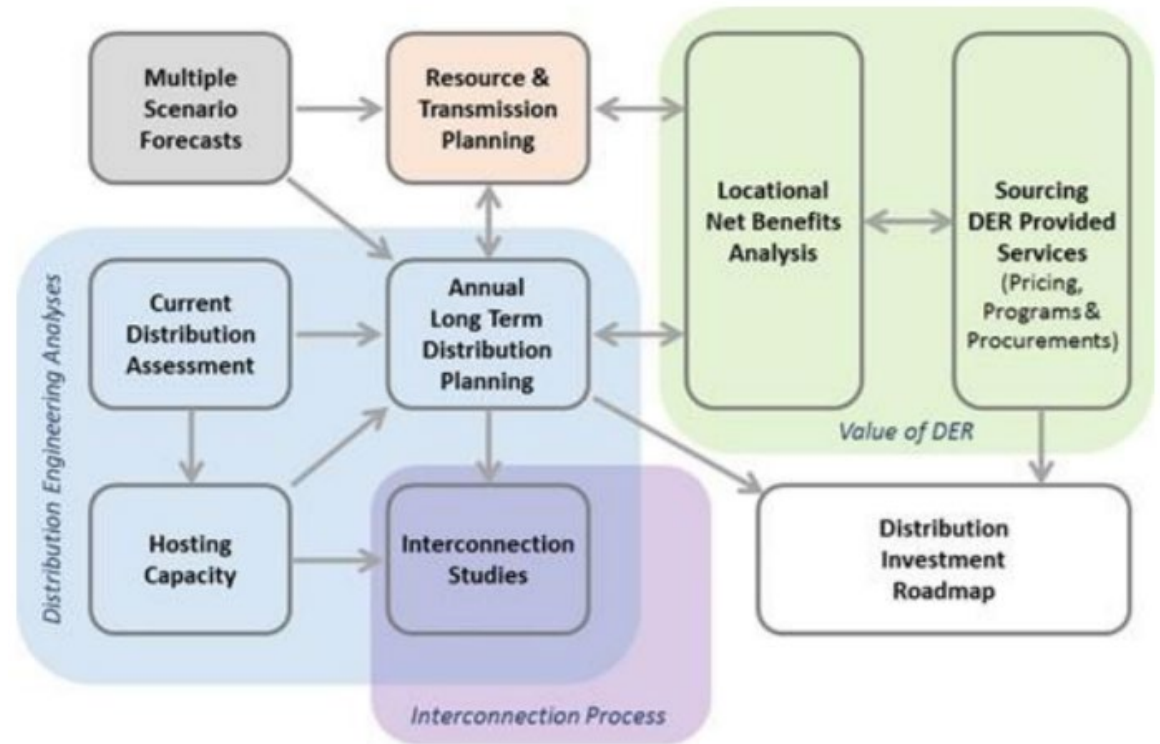 Multiple
Scenario
Forecasts
Resource &
Transmission
Planning
Locational
Net Benefits
Analysis
Sourcing
DER Provided
Services
(Pricing,
Programs &
Procurements)
Value of DER
Distribution Engineering Analyses
Current
Distribution
Assessment
Annual
Long Term
Distribution
Planning
Hosting
Capacity
Interconnection
Studies
Interconnection Process
Distribution
Investment
Roadmap